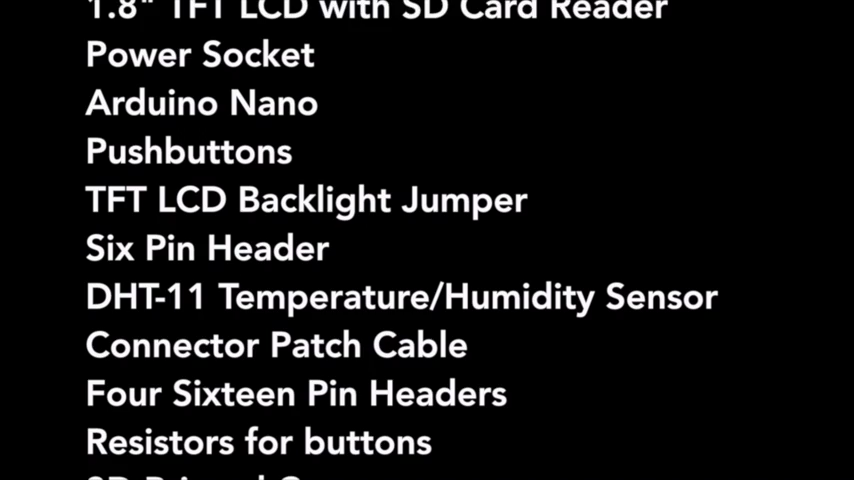 1.8" TFT LCD with SD Card Reader
Power Socket
Arduino Nano
Pushbuttons
TFT LCD Backlight Jumper
Six Pin Header
DHT-11 Temperature/Humidity Sensor
Connector Patch Cable
Four Sixteen Pin Headers
Resistors for buttons